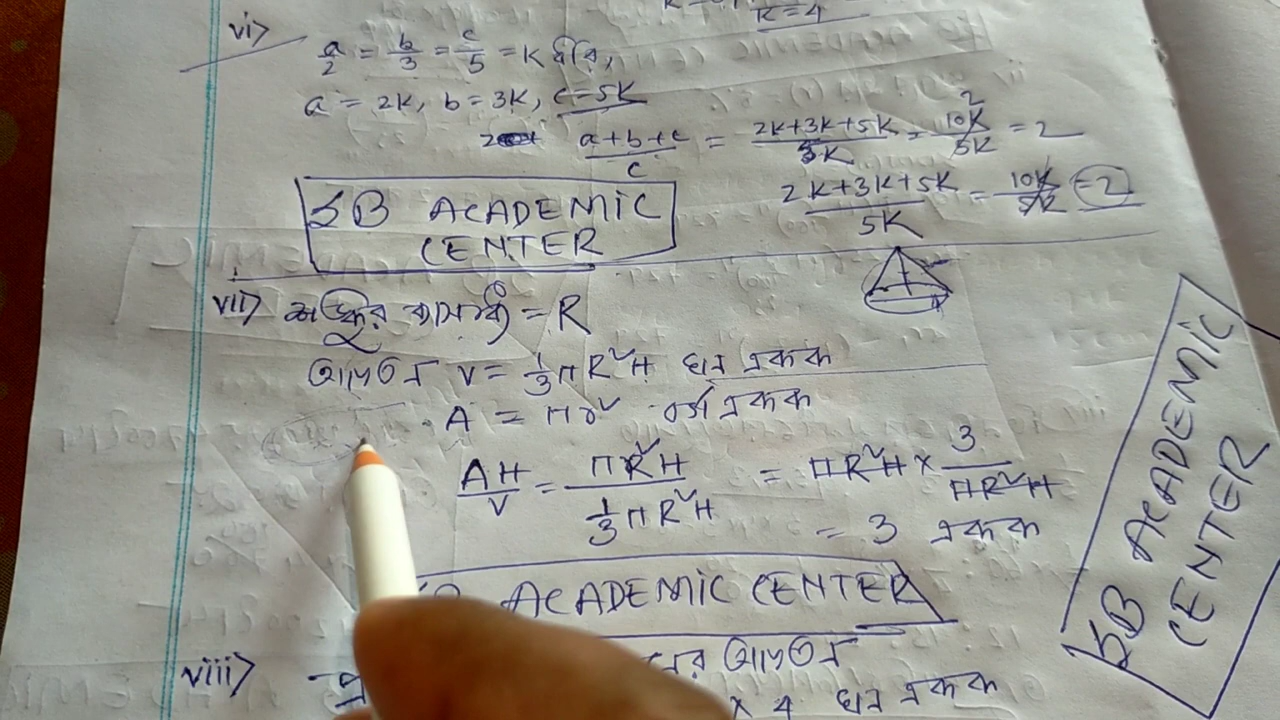 K=4
vi> a/2 = b/3 = c/5 = K ধরি,
a = 2K, b = 3K, c = 5K
a+b+c/c = 2K+3K+5K/5K = 10K/5K = 2
2K+3K+5K/5K = 10K/5K = 2
SB ACADEMIC
CENTER
vii> শঙ্কুর ব্যাসার্ধ = R
আয়তন V = 1/3 πR²H ঘন একক
A = πr² বর্গ একক
AH/V = πR²H / 1/3 πR²H = πR²H × 3/πR²H
= 3 একক
SB ACADEMIC CENTER
viii> আয়তন
× 4 ঘন একক
SB ACADEMIC
CENTER